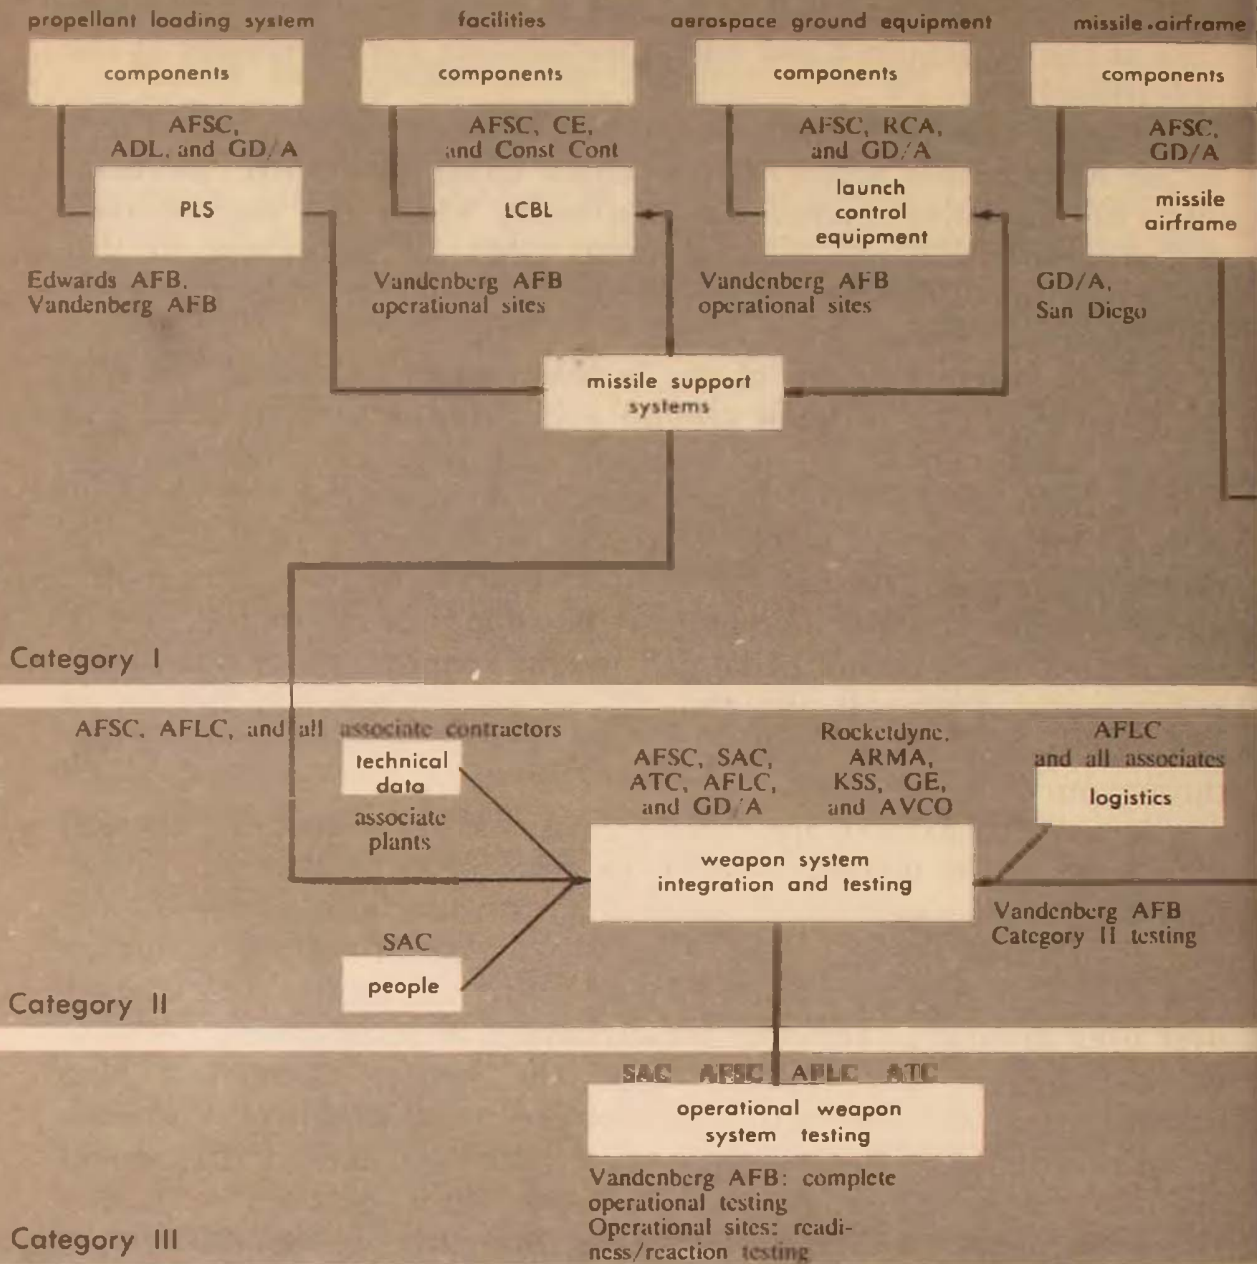 propellant loading system
facilities
aerospace ground equipment
missile airframe
components
components
components
components
AFSC,
ADL, and GD/A
AFSC, CE,
and Const Cont
AFSC, RCA,
and GD/A
AFSC,
GD/A
PLS
LCBL
launch
control
equipment
missile
airframe
Edwards AFB,
Vandenberg AFB
Vandenberg AFB
operational sites
Vandenberg AFB
operational sites
GD/A,
San Diego
missile support
systems
Category I
AFSC, AFLC, and all associate contractors
technical
data
associate
plants
AFSC, SAC,
ATC, AFLC,
and GD/A
Rocketdyne,
ARMA,
KSS, GE,
and AVCO
AFLC
and all associates
logistics
weapon system
integration and testing
Vandenberg AFB
Category II testing
SAC
people
Category II
SAC AFSC AFLC ATC
operational weapon
system testing
Vandenberg AFB: complete
operational testing
Operational sites: readi-
ness/reaction testing
Category III